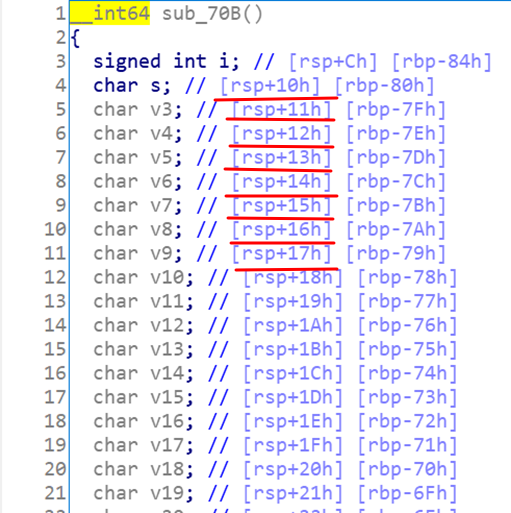 1 __int64 sub_70B()
2 {
3 signed int i; // [rsp+Ch] [rbp-84h]
4 char s; // [rsp+10h] [rbp-80h]
5 char v3; // [rsp+11h] [rbp-7Fh]
6 char v4; // [rsp+12h] [rbp-7Eh]
7 char v5; // [rsp+13h] [rbp-7Dh]
8 char v6; // [rsp+14h] [rbp-7Ch]
9 char v7; // [rsp+15h] [rbp-7Bh]
10 char v8; // [rsp+16h] [rbp-7Ah]
11 char v9; // [rsp+17h] [rbp-79h]
12 char v10; // [rsp+18h] [rbp-78h]
13 char v11; // [rsp+19h] [rbp-77h]
14 char v12; // [rsp+1Ah] [rbp-76h]
15 char v13; // [rsp+1Bh] [rbp-75h]
16 char v14; // [rsp+1Ch] [rbp-74h]
17 char v15; // [rsp+1Dh] [rbp-73h]
18 char v16; // [rsp+1Eh] [rbp-72h]
19 char v17; // [rsp+1Fh] [rbp-71h]
20 char v18; // [rsp+20h] [rbp-70h]
21 char v19; // [rsp+21h] [rbp-6Fh]